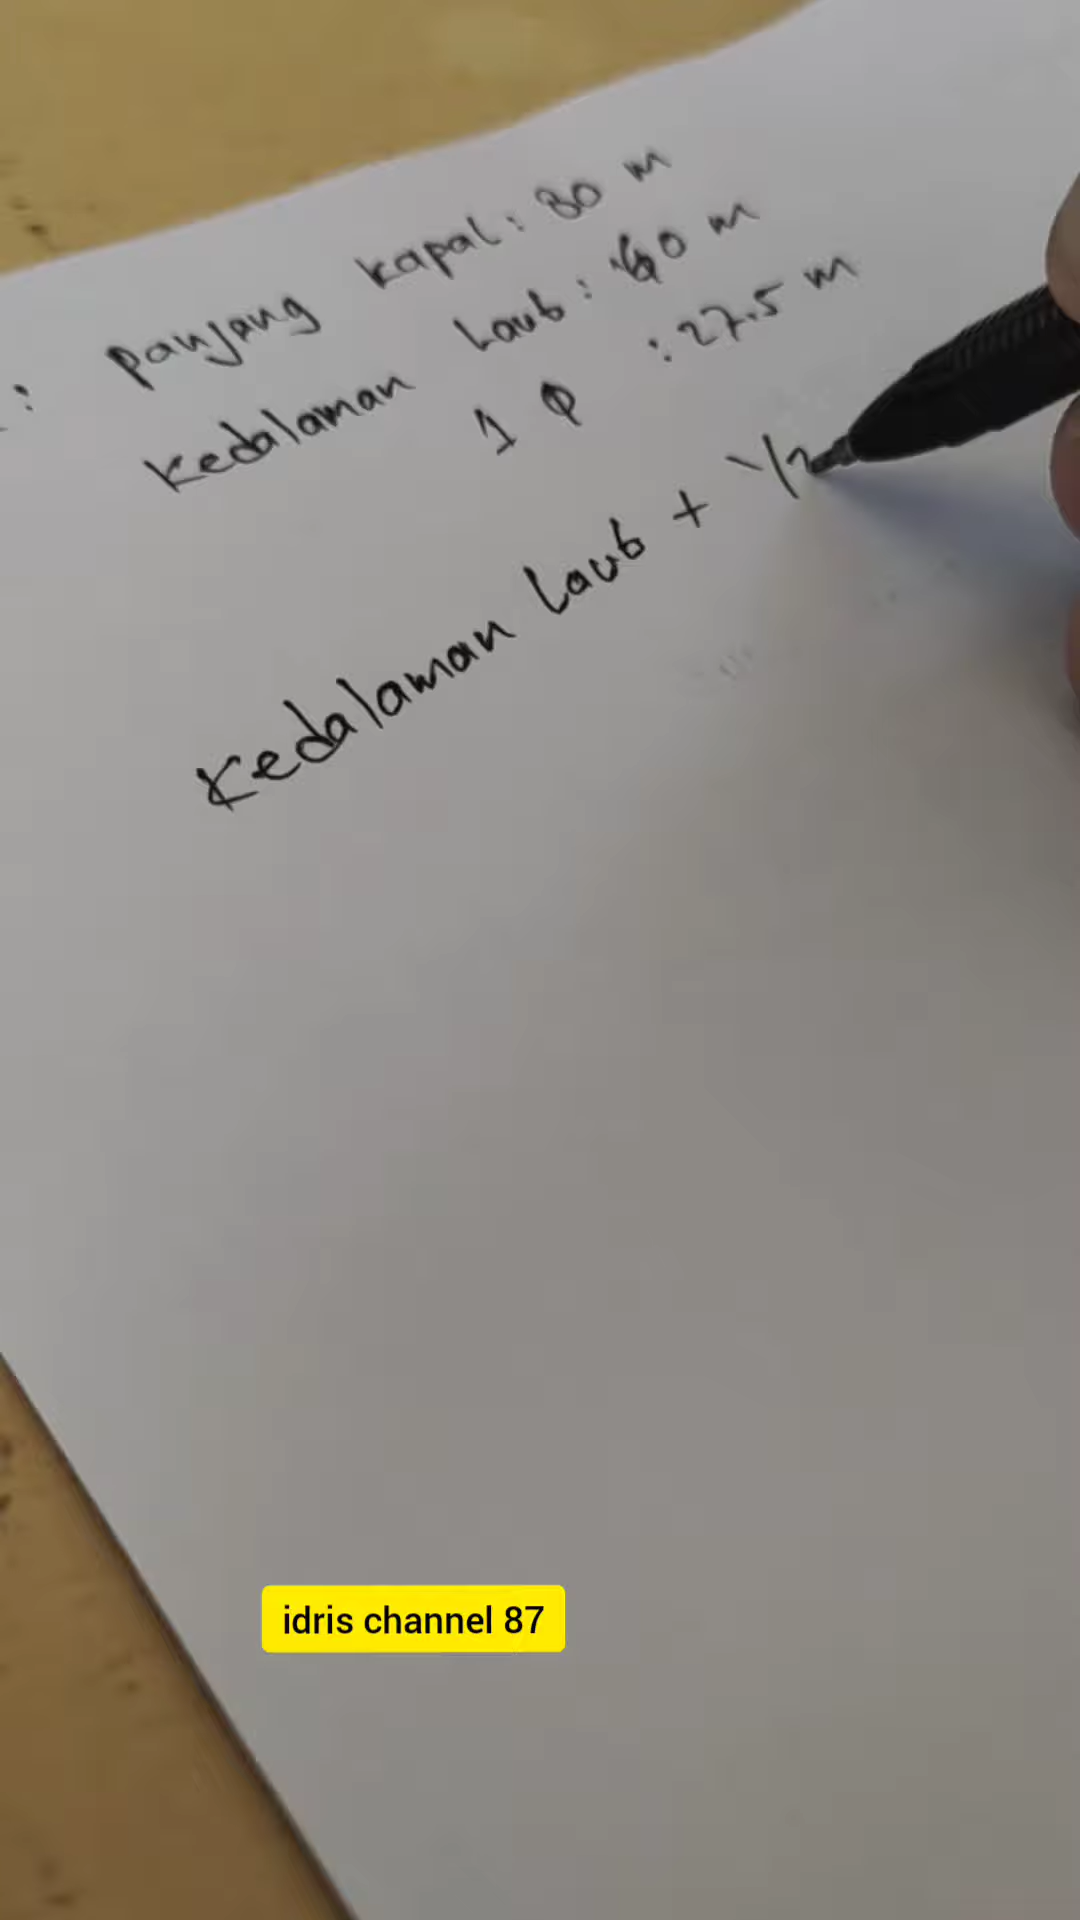 : Panjang kapal : 80 m
Kedalaman Laut : 60 m
1 φ : 27.5 m
Kedalaman Laut + 1/2
idris channel 87